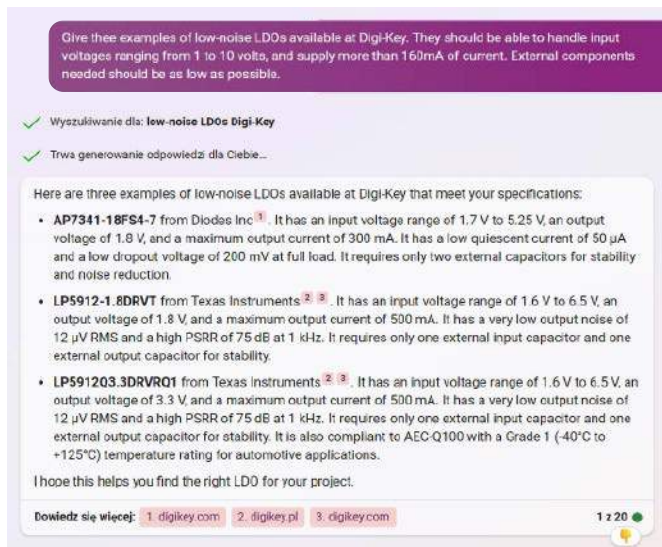 Give thee examples of low-noise LDOs available at Digi-Key. They should be able to handle input
voltages ranging from 1 to 10 volts, and supply more than 160mA of current. External components
needed should be as low as possible.
Wyszukiwanie dla: low-noise LDOs Digi-Key
Trwa generowanie odpowiedzi dla Ciebie...
Here are three examples of low-noise LDOs available at Digi-Key that meet your specifications:
• AP7341-18FS4-7 from Diodes Inc 1 . It has an input voltage range of 1.7 V to 5.25 V, an output
voltage of 1.8 V, and a maximum output current of 300 mA. It has a low quiescent current of 50 µA
and a low dropout voltage of 200 mV at full load. It requires only two external capacitors for stability
and noise reduction.
• LP5912-1.8DRVT from Texas Instruments 2 3 . It has an input voltage range of 1.6 V to 6.5 V, an
output voltage of 1.8 V, and a maximum output current of 500 mA. It has a very low output noise of
12 µV RMS and a high PSRR of 75 dB at 1 kHz. It requires only one external input capacitor and one
external output capacitor for stability.
• LP5912Q3.3DRVRQ1 from Texas Instruments 2 3 . It has an input voltage range of 1.6 V to 6.5 V, an
output voltage of 3.3 V, and a maximum output current of 500 mA. It has a very low output noise of
12 µV RMS and a high PSRR of 75 dB at 1 kHz. It requires only one external input capacitor and one
external output capacitor for stability. It is also compliant to AEC-Q100 with a Grade 1 (-40°C to
+125°C) temperature rating for automotive applications.
I hope this helps you find the right LDO for your project.
Dowiedz się więcej: 1. digikey.com 2. digikey.pl 3. digikey.com 1 z 20